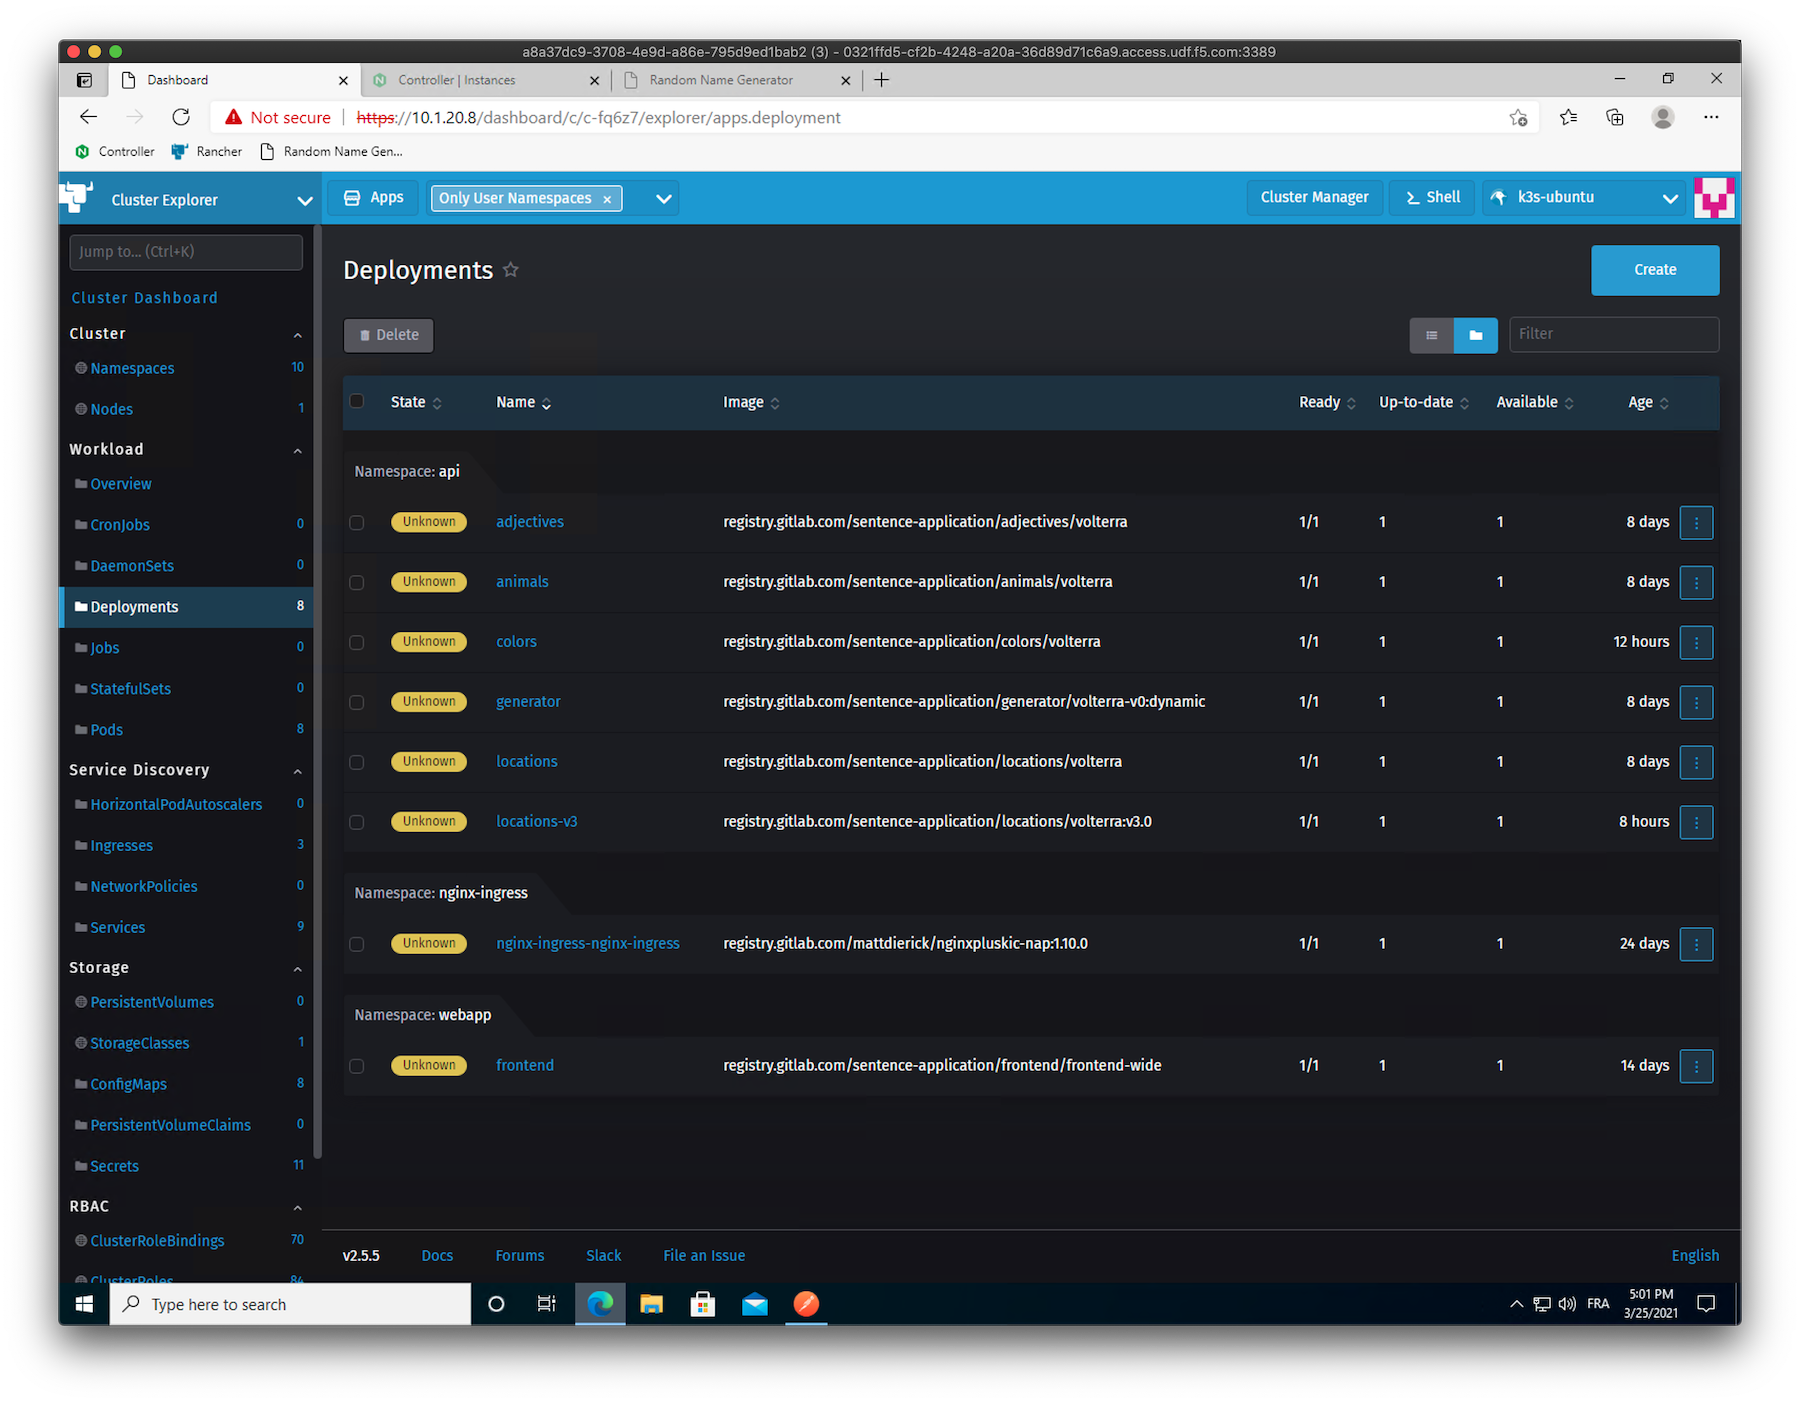 a8a37dc9-3708-4e9d-a86e-795d9ed1bab2 (3) - 0321ffd5-cf2b-4248-a20a-36d89d71c6a9.access.udf.f5.com:3389
Dashboard
Controller | Instances
Random Name Generator
Not secure
https://10.1.20.8/dashboard/c/c-fq6z7/explorer/apps.deployment
Controller
Rancher
Random Name Gen...
Cluster Explorer
Apps
Only User Namespaces ×
Cluster Manager
Shell
k3s-ubuntu
Jump to... (Ctrl+K)
Cluster Dashboard
Cluster
Namespaces 10
Nodes 1
Workload
Overview
CronJobs 0
DaemonSets 0
Deployments 8
Jobs 0
StatefulSets 0
Pods 8
Service Discovery
HorizontalPodAutoscalers 0
Ingresses 3
NetworkPolicies 0
Services 9
Storage
PersistentVolumes 0
StorageClasses 1
ConfigMaps 8
PersistentVolumeClaims 0
Secrets 11
RBAC
ClusterRoleBindings 70
ClusterRoles 84
Deployments
Create
Delete
Filter
State Name Image Ready Up-to-date Available Age
Namespace: api
Unknown adjectives registry.gitlab.com/sentence-application/adjectives/volterra 1/1 1 1 8 days
Unknown animals registry.gitlab.com/sentence-application/animals/volterra 1/1 1 1 8 days
Unknown colors registry.gitlab.com/sentence-application/colors/volterra 1/1 1 1 12 hours
Unknown generator registry.gitlab.com/sentence-application/generator/volterra-v0:dynamic 1/1 1 1 8 days
Unknown locations registry.gitlab.com/sentence-application/locations/volterra 1/1 1 1 8 days
Unknown locations-v3 registry.gitlab.com/sentence-application/locations/volterra:v3.0 1/1 1 1 8 hours
Namespace: nginx-ingress
Unknown nginx-ingress-nginx-ingress registry.gitlab.com/mattdierick/nginxpluskic-nap:1.10.0 1/1 1 1 24 days
Namespace: webapp
Unknown frontend registry.gitlab.com/sentence-application/frontend/frontend-wide 1/1 1 1 14 days
v2.5.5
Docs
Forums
Slack
File an Issue
English
Type here to search
FRA
5:01 PM
3/25/2021